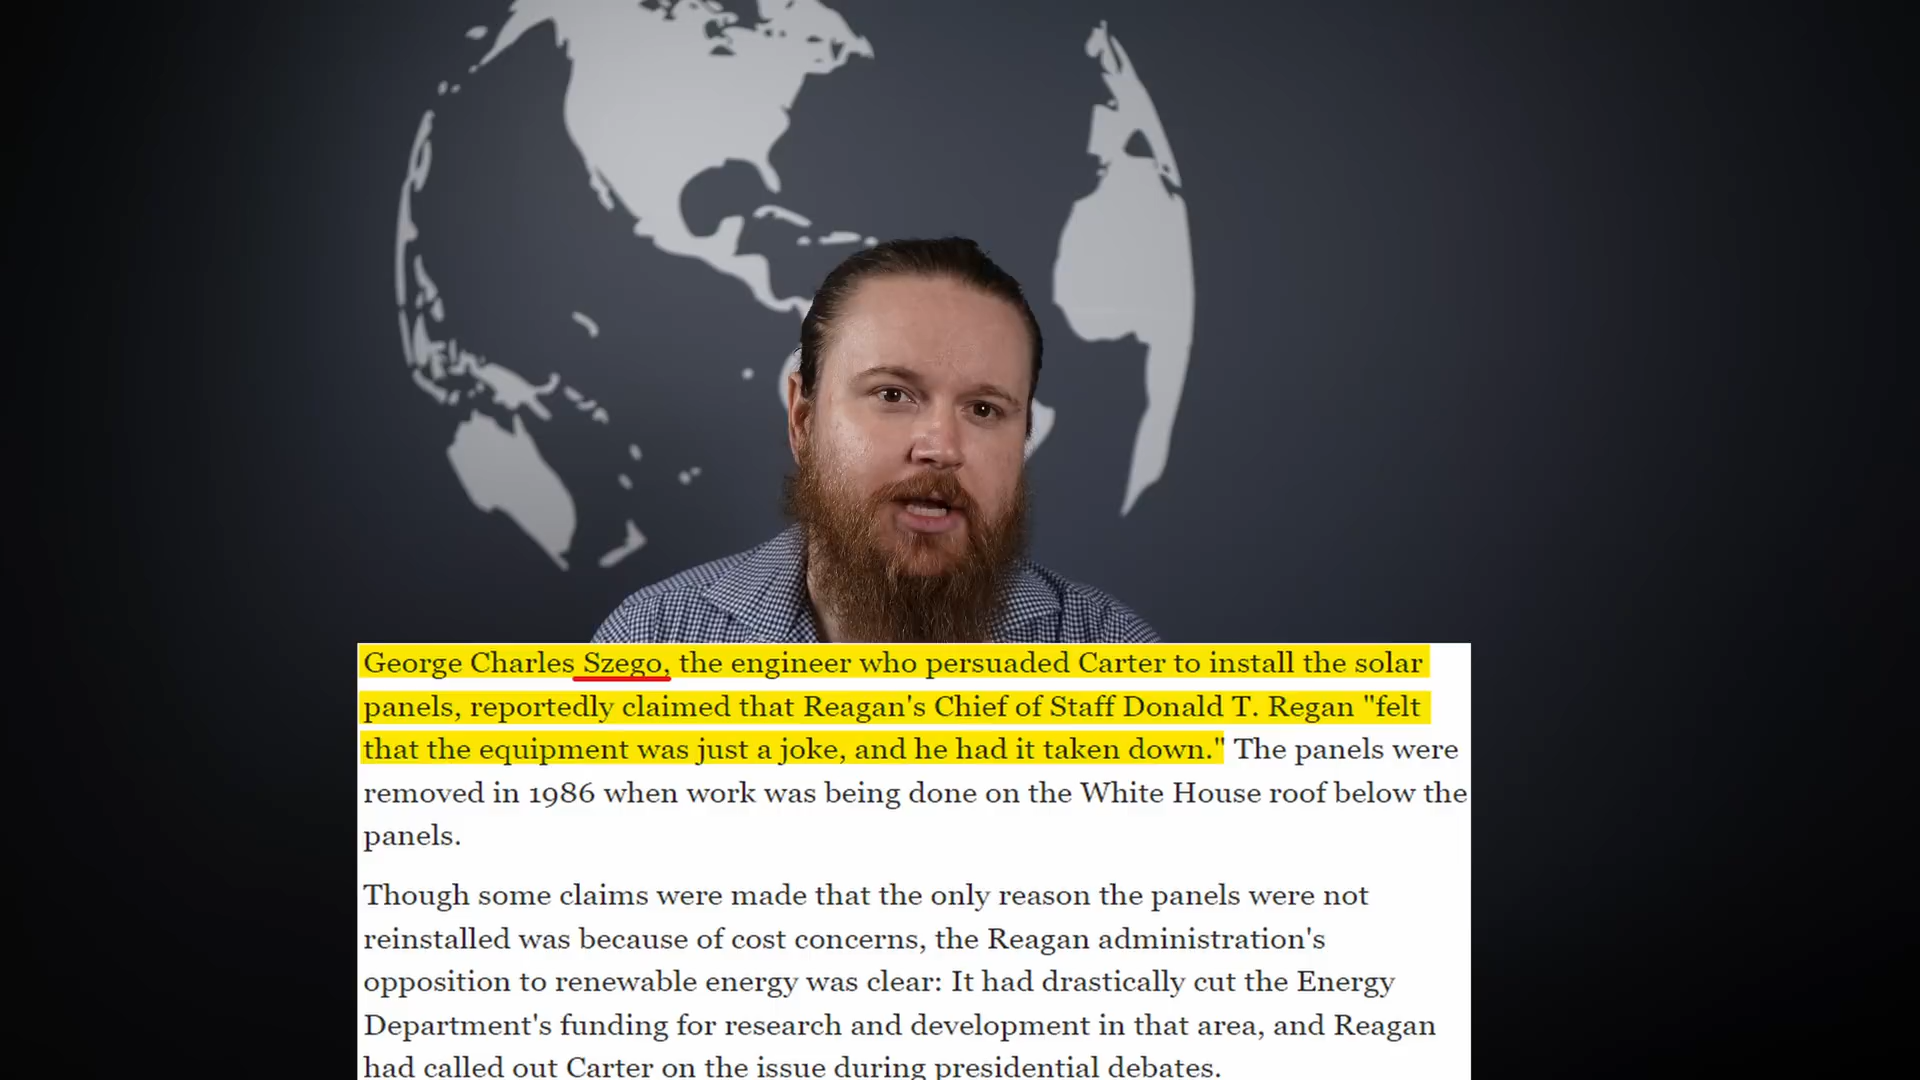 George Charles Szego, the engineer who persuaded Carter to install the solar
panels, reportedly claimed that Reagan's Chief of Staff Donald T. Regan "felt
that the equipment was just a joke, and he had it taken down." The panels were
removed in 1986 when work was being done on the White House roof below the
panels.
Though some claims were made that the only reason the panels were not
reinstalled was because of cost concerns, the Reagan administration's
opposition to renewable energy was clear: It had drastically cut the Energy
Department's funding for research and development in that area, and Reagan
had called out Carter on the issue during presidential debates.